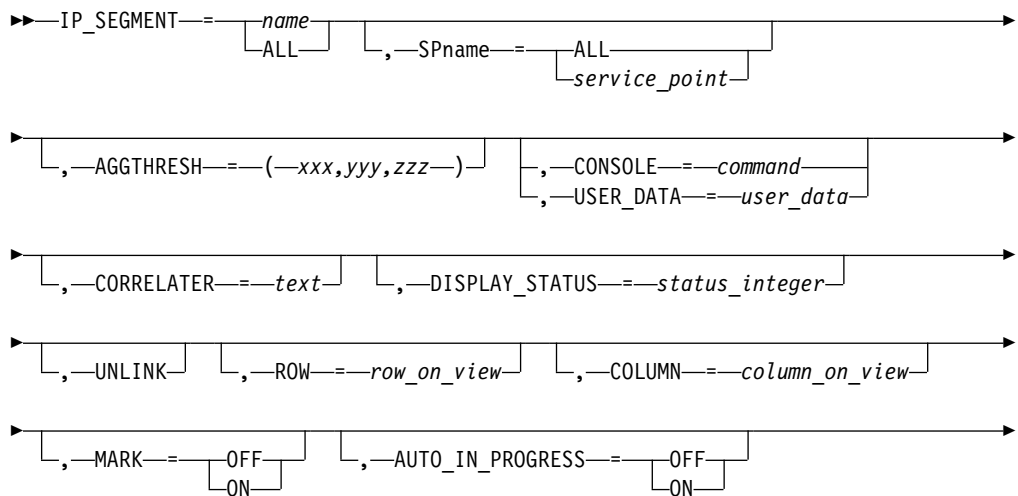 IP_SEGMENT = name
ALL
, SPname = ALL
service_point
, AGGTHRESH = ( xxx,yyy,zzz )
, CONSOLE = command
, USER_DATA = user_data
, CORRELATER = text
, DISPLAY_STATUS = status_integer
, UNLINK
, ROW = row_on_view
, COLUMN = column_on_view
, MARK = OFF
ON
, AUTO_IN_PROGRESS = OFF
ON